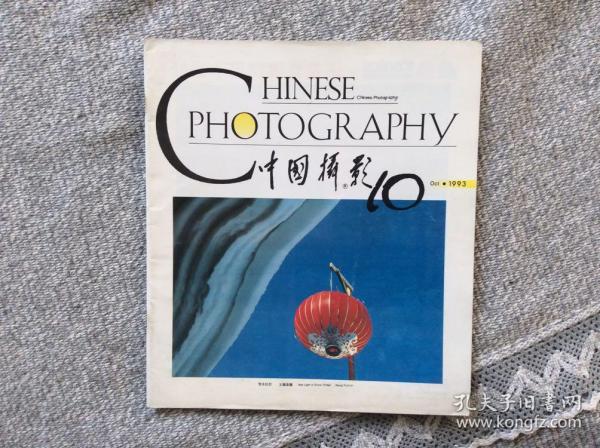 CHINESE
Chinese Photography
PHOTOGRAPHY
中国摄影
10
Oct • 1993
孔夫子旧书网
www.kongfz.com